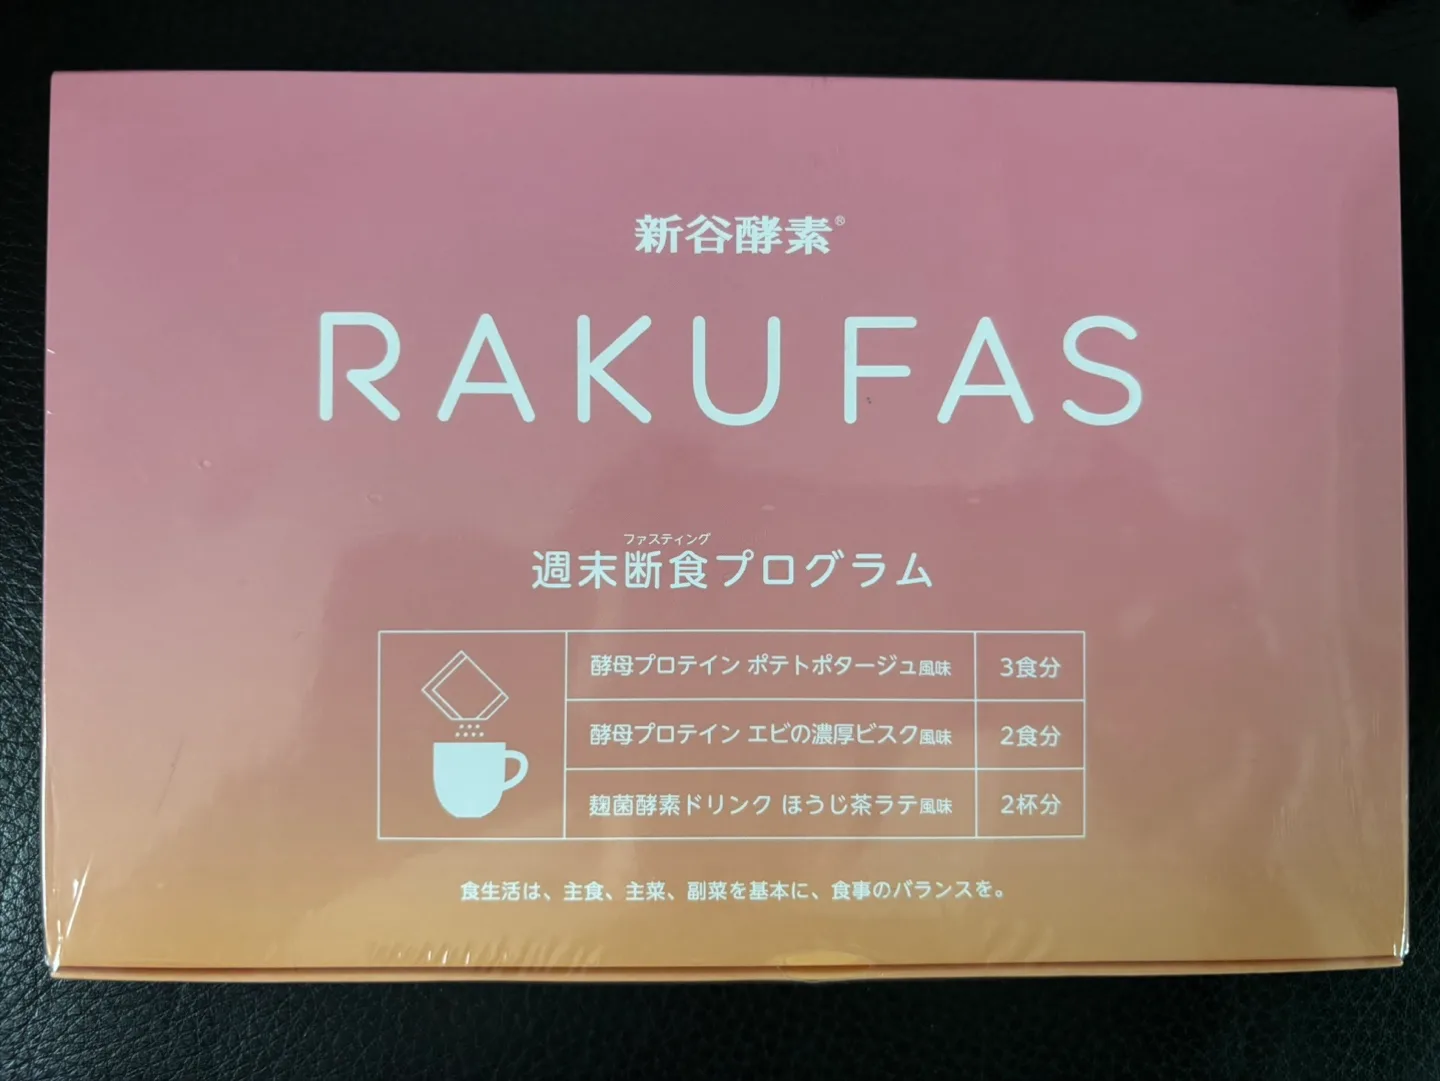 新谷酵素®
RAKU FAS
ファスティング
週末断食プログラム
酵母プロテイン ポテトポタージュ風味 3食分
酵母プロテイン エビの濃厚ビスク風味 2食分
麹菌酵素ドリンク ほうじ茶ラテ風味 2杯分
食生活は、主食、主菜、副菜を基本に、食事のバランスを。